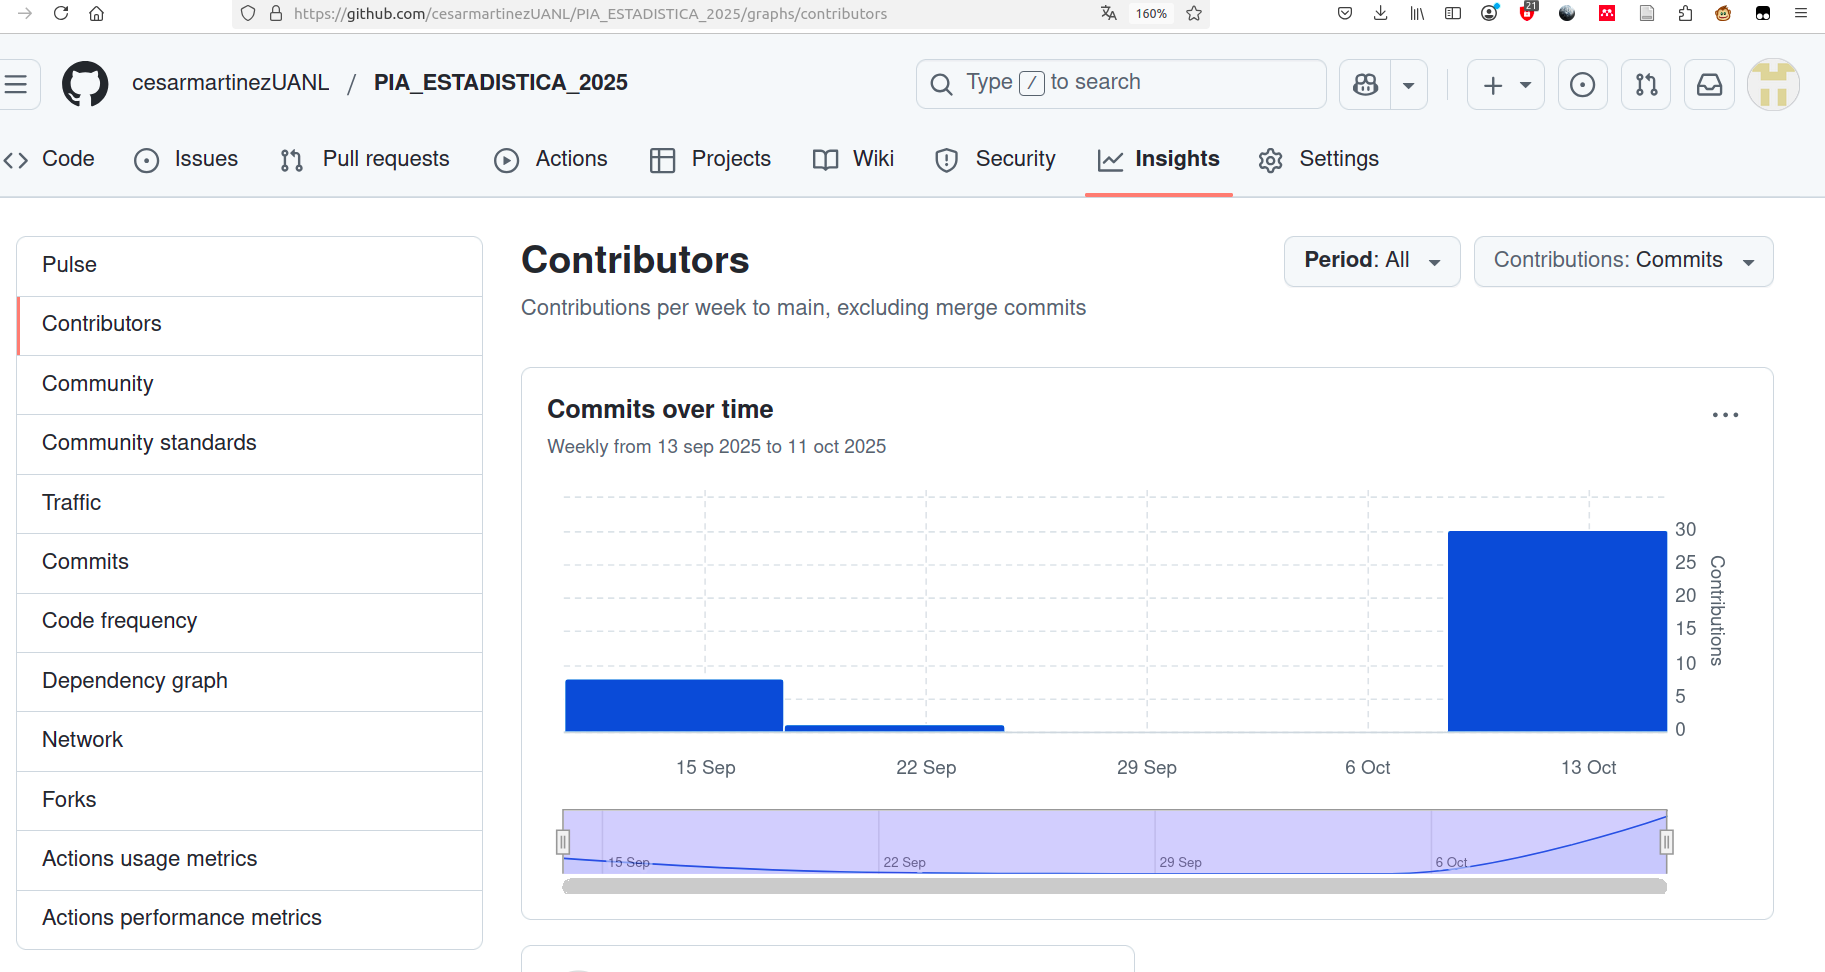 https://github.com/cesarmartinezUANL/PIA_ESTADISTICA_2025/graphs/contributors
160%
21
cesarmartinezUANL / PIA_ESTADISTICA_2025
Type / to search
Code
Issues
Pull requests
Actions
Projects
Wiki
Security
Insights
Settings
Pulse
Contributors
Community
Community standards
Traffic
Commits
Code frequency
Dependency graph
Network
Forks
Actions usage metrics
Actions performance metrics
Contributors
Contributions per week to main, excluding merge commits
Period: All
Contributions: Commits
Commits over time
Weekly from 13 sep 2025 to 11 oct 2025
30
25
20
15
10
5
0
Contributions
15 Sep
22 Sep
29 Sep
6 Oct
13 Oct
15 Sep
22 Sep
29 Sep
6 Oct